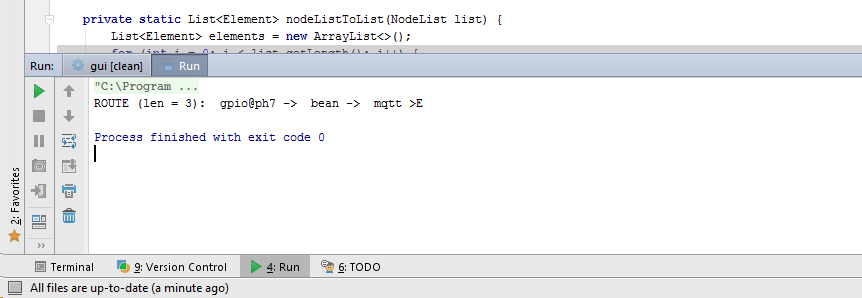 private static List<Element> nodeListToList(NodeList list) {
List<Element> elements = new ArrayList<>();
for (int i = 0; i < list.getLength(); i++) {
Run: gui [clean] Run
"C:\Program ...
ROUTE (len = 3):  gpio@ph7 ->  bean ->  mqtt >E
Process finished with exit code 0
2: Favorites
>>
Terminal 9: Version Control 4: Run 6: TODO
All files are up-to-date (a minute ago)